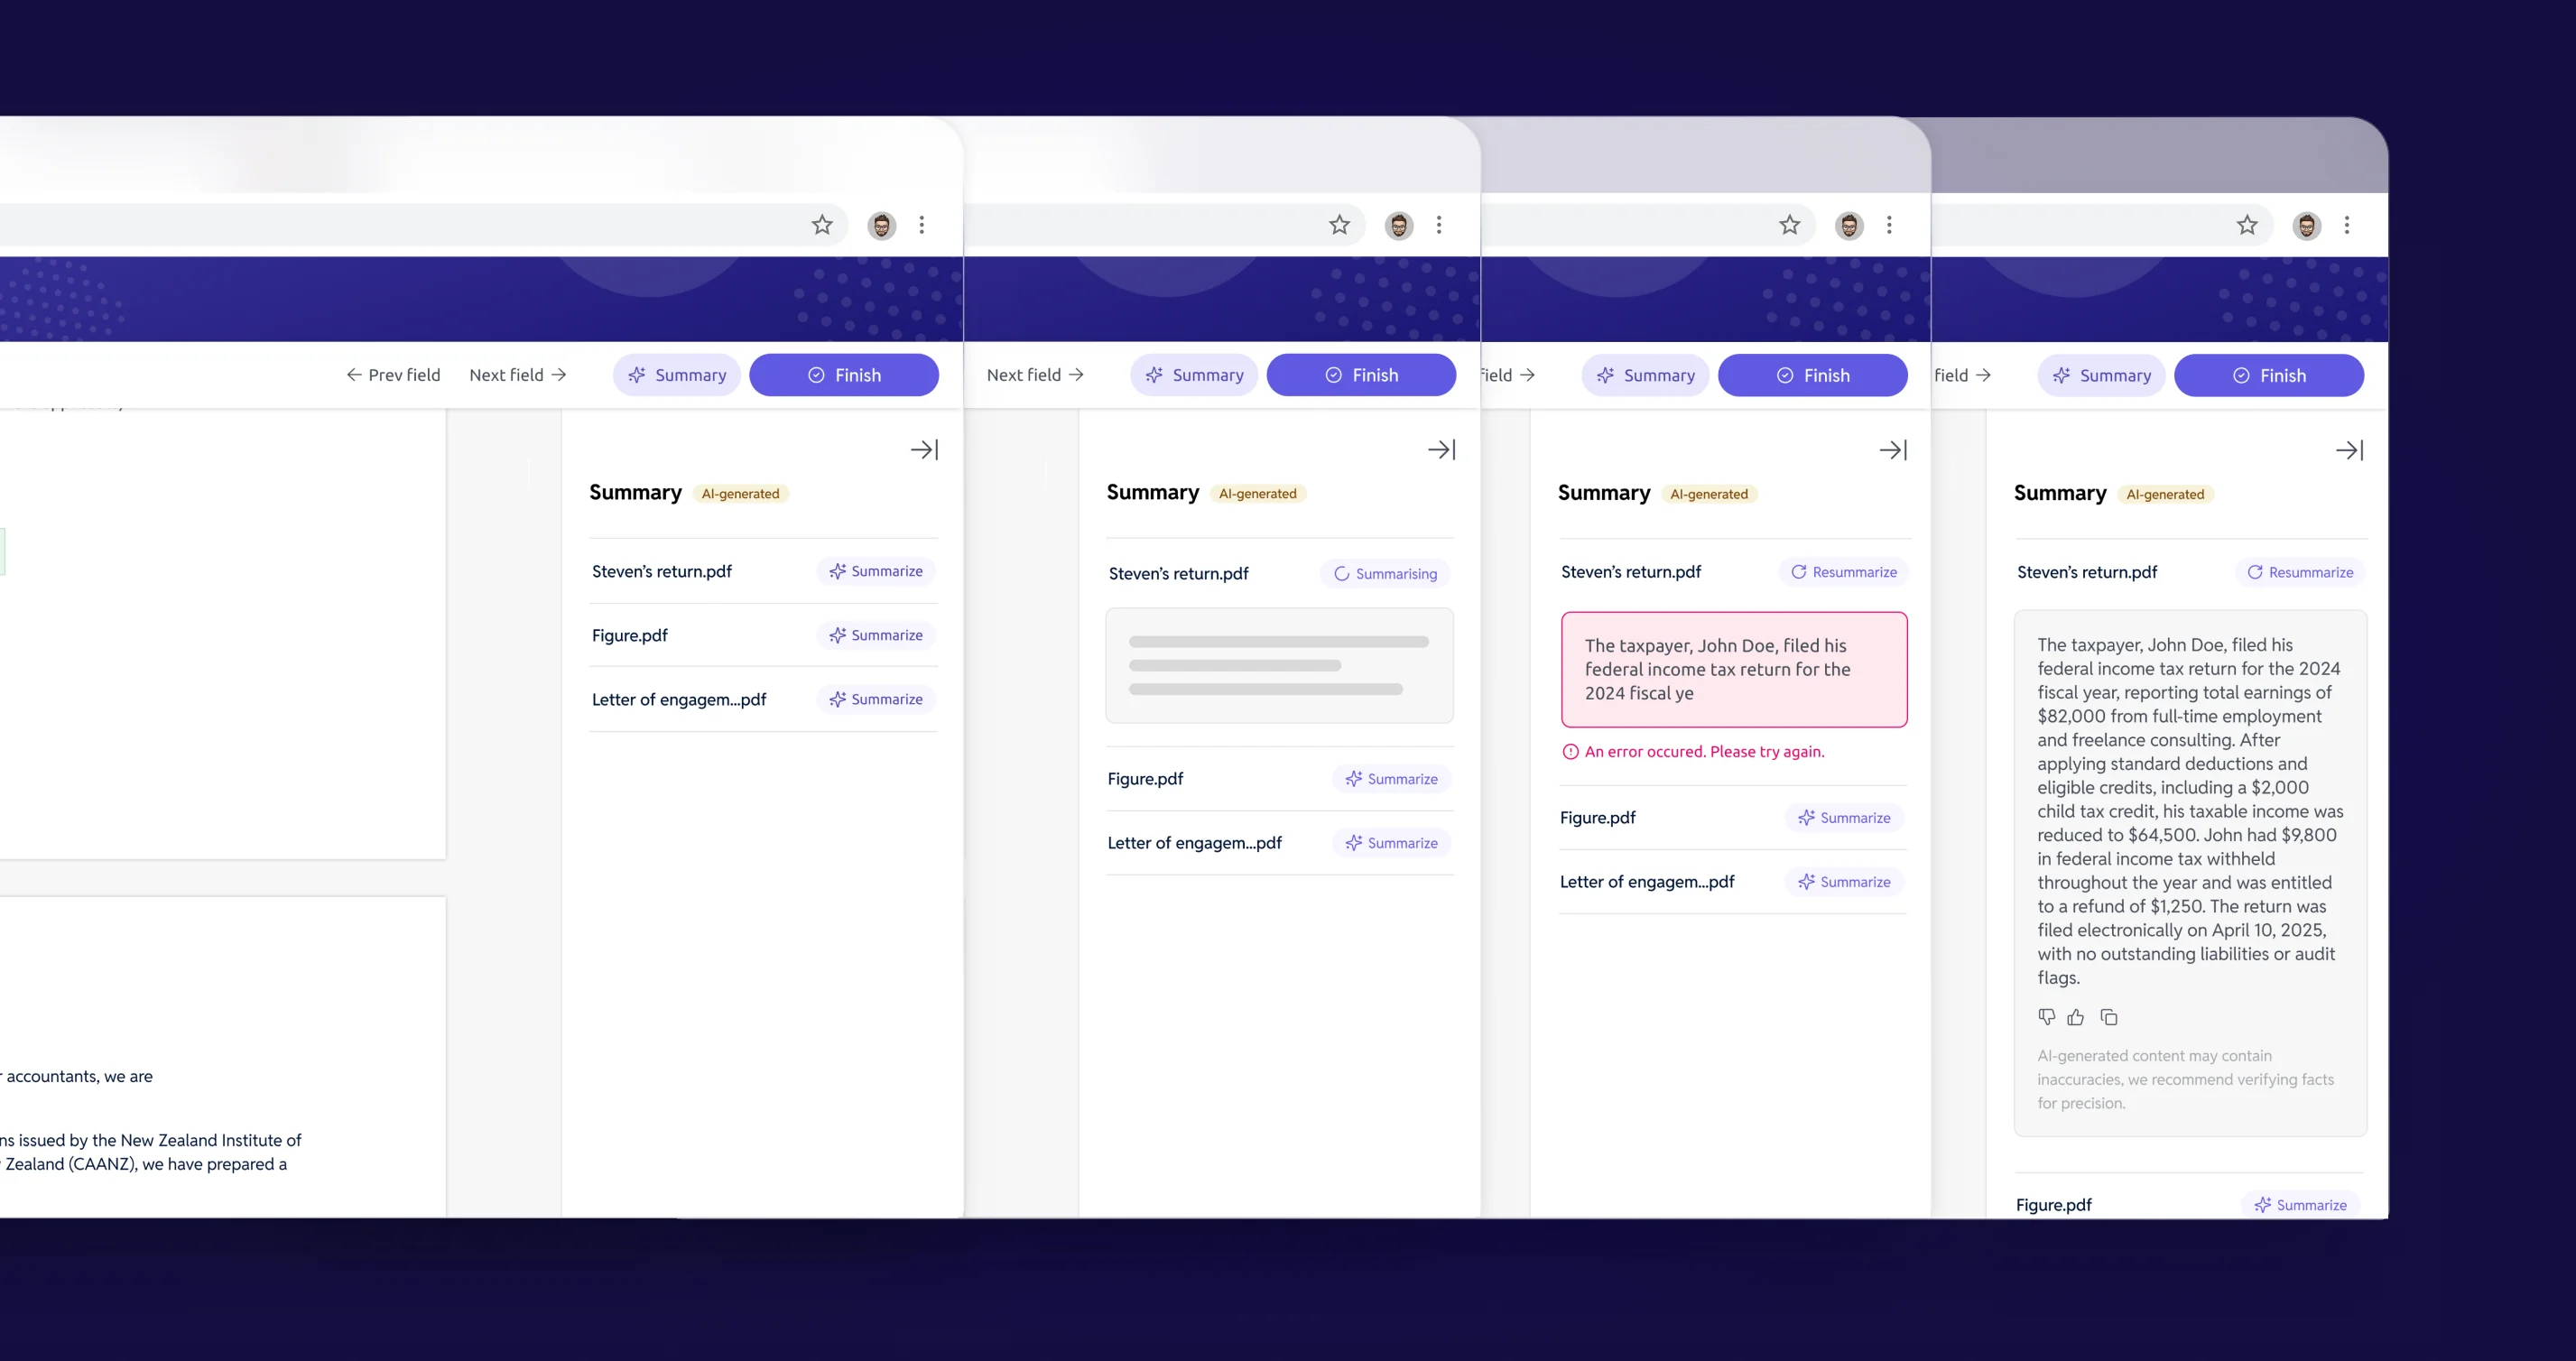 Prev field
Next field
Summary
Finish
Summary
AI-generated
Steven's return.pdf
Summarize
Figure.pdf
Summarize
Letter of engagem...pdf
Summarize
accountants, we are
ns issued by the New Zealand Institute of
Zealand (CAANZ), we have prepared a
Next field
Summary
Finish
Summary
AI-generated
Steven's return.pdf
Summarising
Figure.pdf
Summarize
Letter of engagem...pdf
Summarize
field
Summary
Finish
Summary
AI-generated
Steven's return.pdf
Resummarize
The taxpayer, John Doe, filed his
federal income tax return for the
2024 fiscal ye
An error occured. Please try again.
Figure.pdf
Summarize
Letter of engagem...pdf
Summarize
field
Summary
Finish
Summary
AI-generated
Steven's return.pdf
Resummarize
The taxpayer, John Doe, filed his
federal income tax return for the 2024
fiscal year, reporting total earnings of
$82,000 from full-time employment
and freelance consulting. After
applying standard deductions and
eligible credits, including a $2,000
child tax credit, his taxable income was
reduced to $64,500. John had $9,800
in federal income tax withheld
throughout the year and was entitled
to a refund of $1,250. The return was
filed electronically on April 10, 2025,
with no outstanding liabilities or audit
flags.
AI-generated content may contain
inaccuracies, we recommend verifying facts
for precision.
Figure.pdf
Summarize